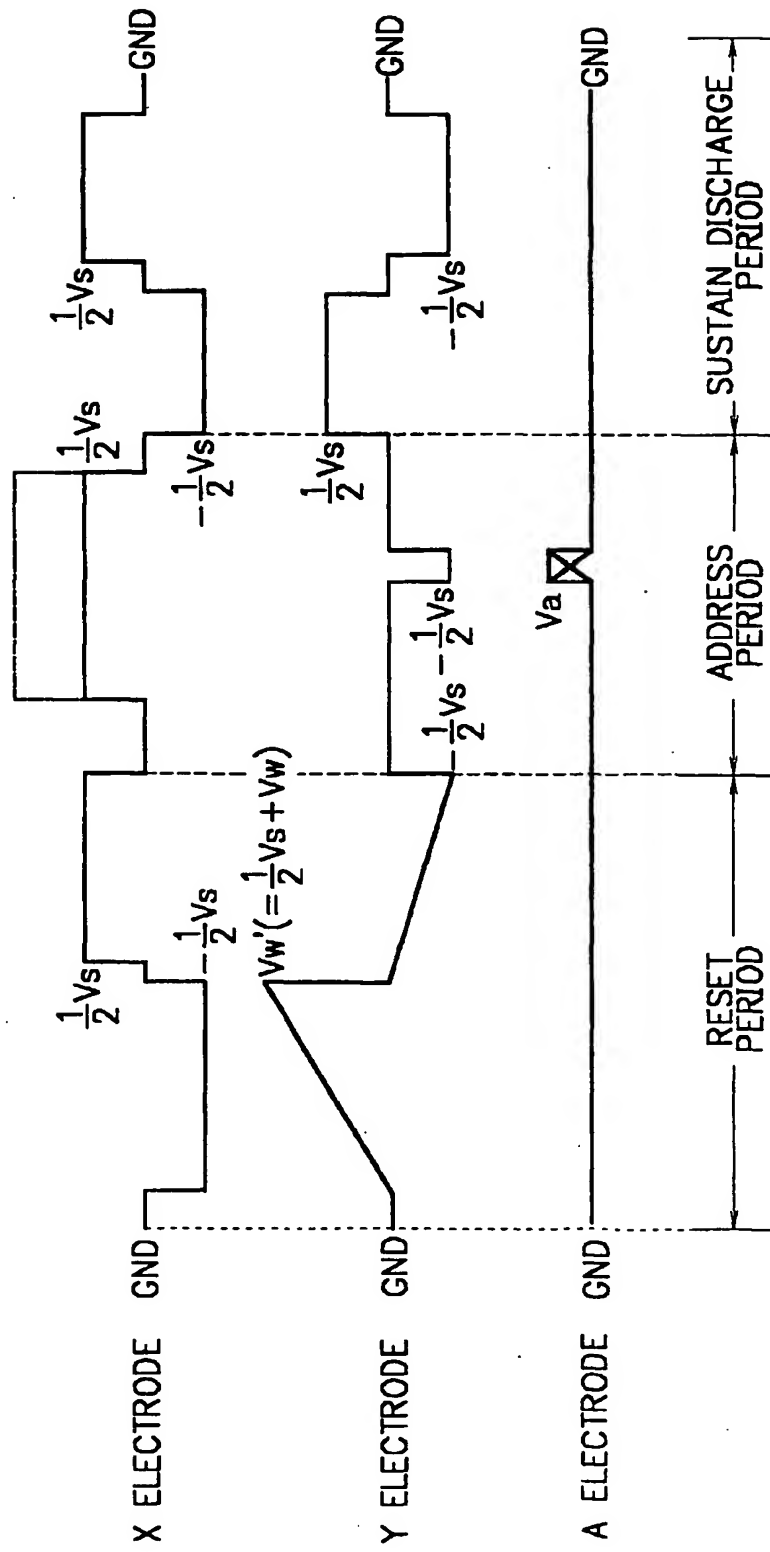 X ELECTRODE GND
1/2Vs
-1/2Vs
1/2Vs
-1/2Vs
1/2Vs
GND
Y ELECTRODE GND
Vw'(=1/2Vs+Vw)
-1/2Vs
-1/2Vs
1/2Vs
-1/2Vs
GND
A ELECTRODE GND
Va
GND
RESET
PERIOD
ADDRESS
PERIOD
SUSTAIN DISCHARGE
PERIOD